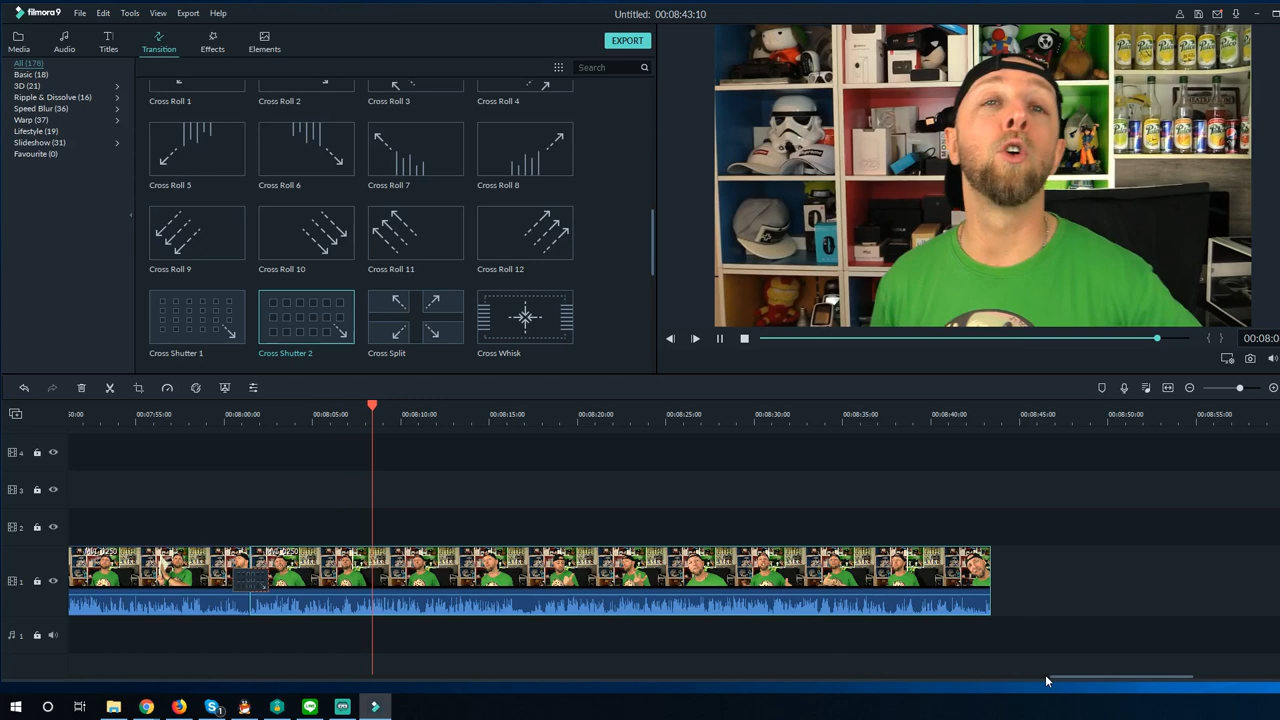 filmora9 File Edit Tools View Export Help Untitled: 00:08:43:10
Media Audio Titles Transition Effects Elements EXPORT
All (178)
Basic (18)
3D (21)
Ripple & Dissolve (16)
Speed Blur (36)
Warp (37)
Lifestyle (19)
Slideshow (31)
Favourite (0)
Search
Cross Roll 1 Cross Roll 2 Cross Roll 3 Cross Roll 4
Cross Roll 5 Cross Roll 6 Cross Roll 7 Cross Roll 8
Cross Roll 9 Cross Roll 10 Cross Roll 11 Cross Roll 12
Cross Shutter 1 Cross Shutter 2 Cross Split Cross Whisk
00:08:0
:50:00 00:07:55:00 00:08:00:00 00:08:05:00 00:08:10:00 00:08:15:00 00:08:20:00 00:08:25:00 00:08:30:00 00:08:35:00 00:08:40:00 00:08:45:00 00:08:50:00 00:08:55:00
4
3
2
1
1